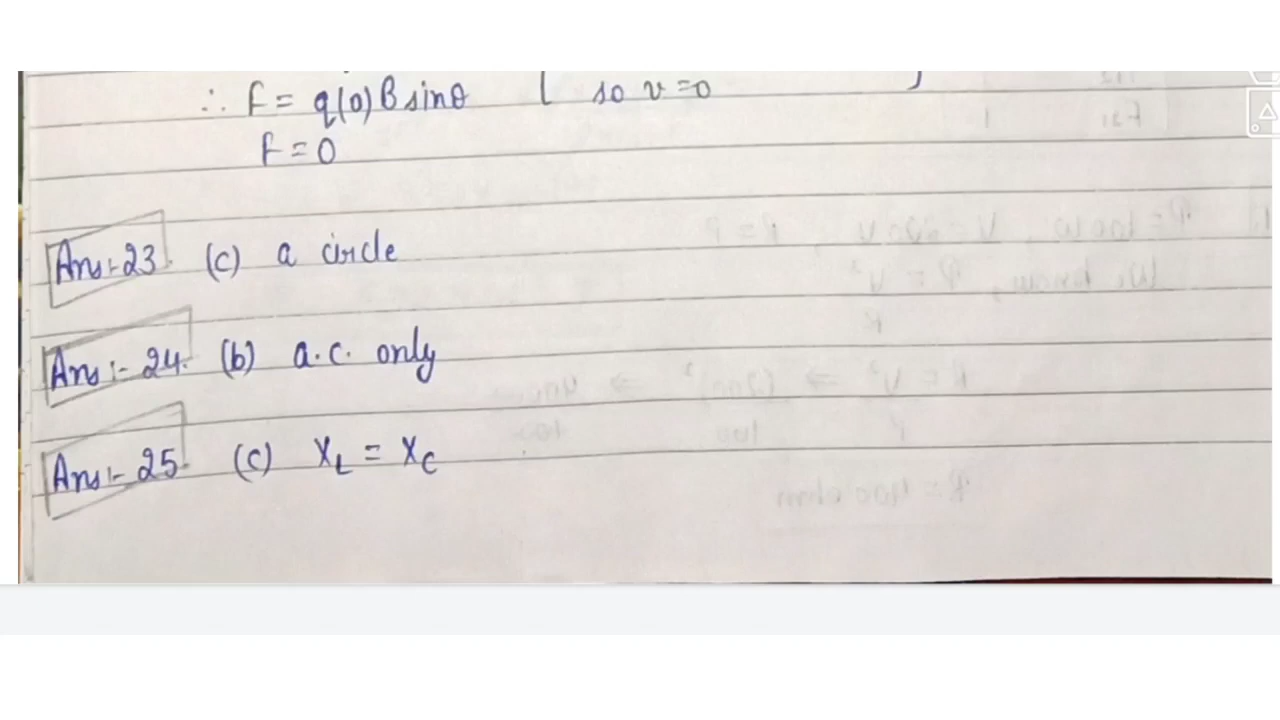 ∴ F = q(0) B sinθ [ so v = 0 ]
F = 0
Ans:- 23 (c) a circle
Ans:- 24. (b) a.c. only
Ans:- 25 (c) X_L = X_C